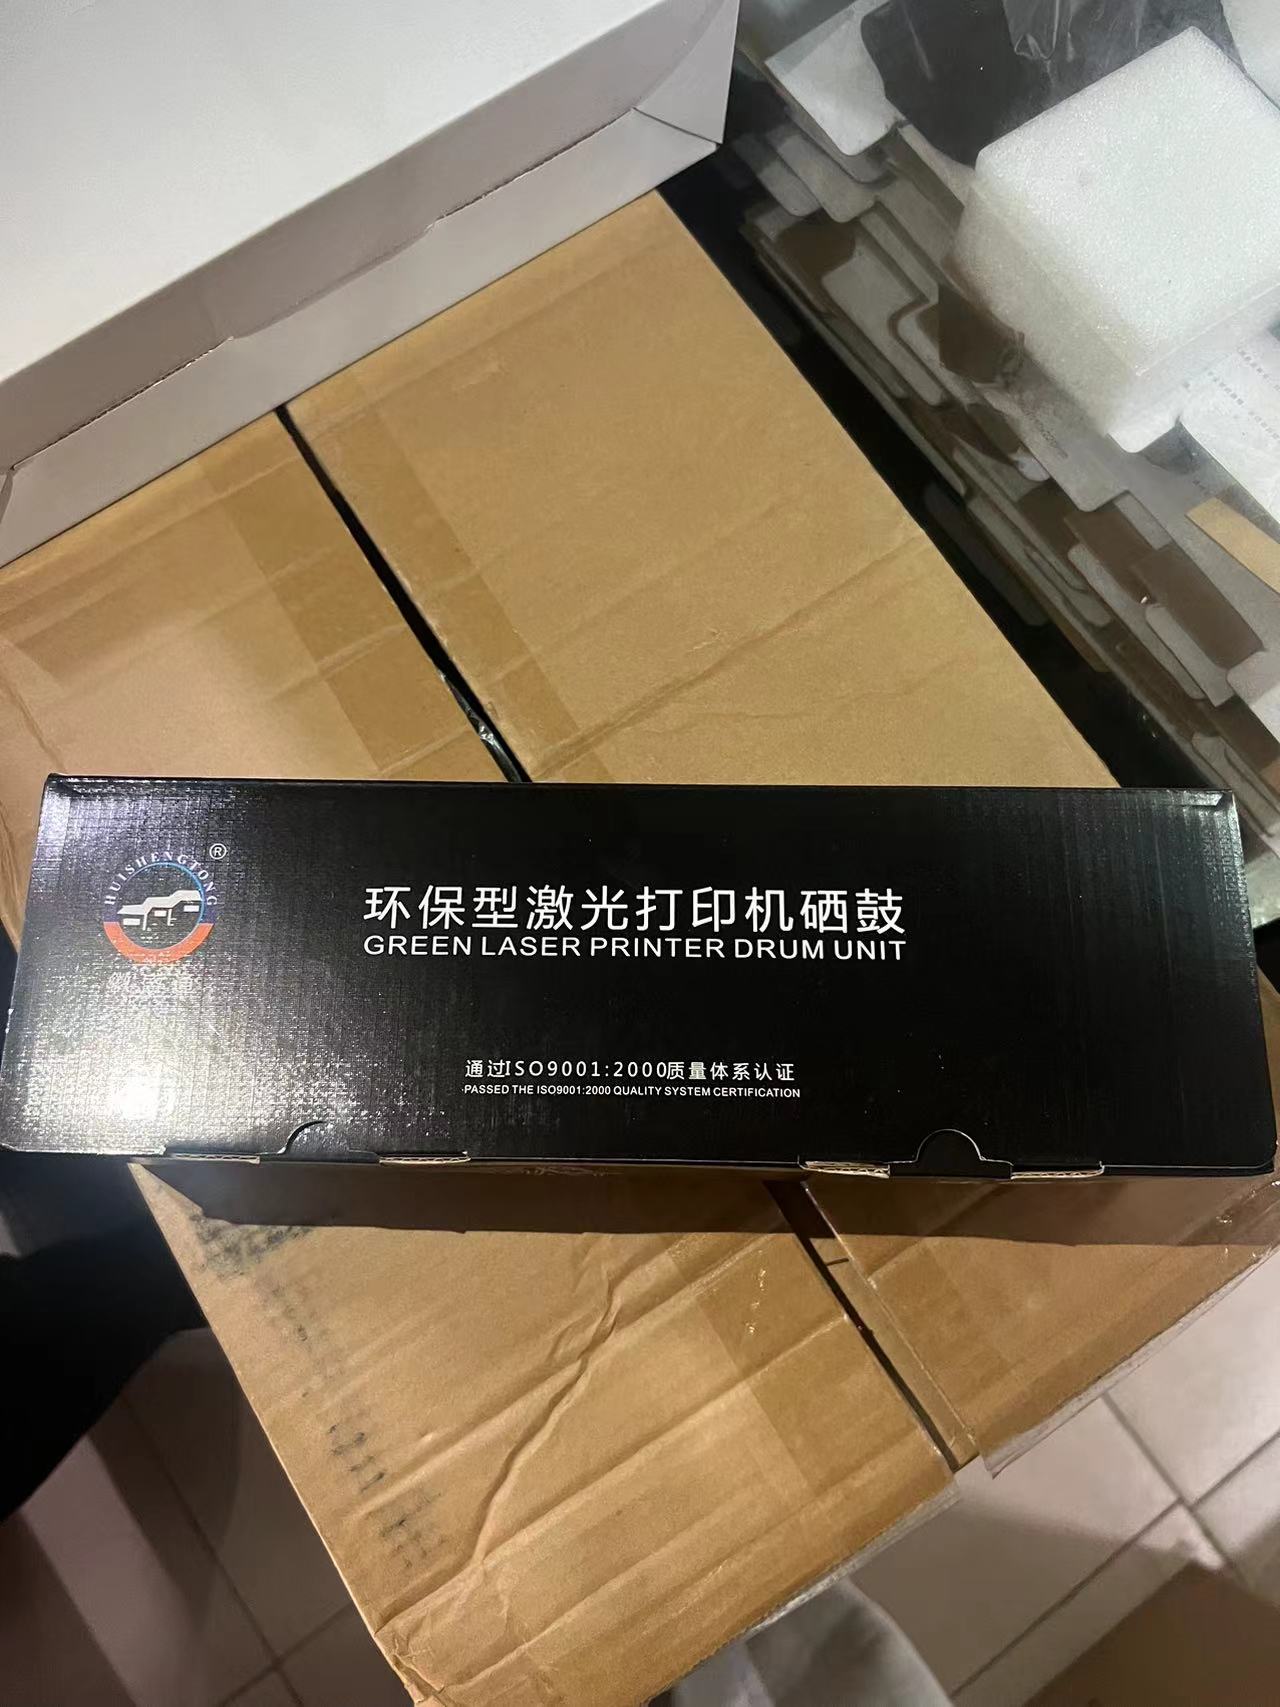 HUISHENGTONG
®
环保型激光打印机硒鼓
GREEN LASER PRINTER DRUM UNIT
通过ISO9001:2000质量体系认证
PASSED THE ISO9001:2000 QUALITY SYSTEM CERTIFICATION